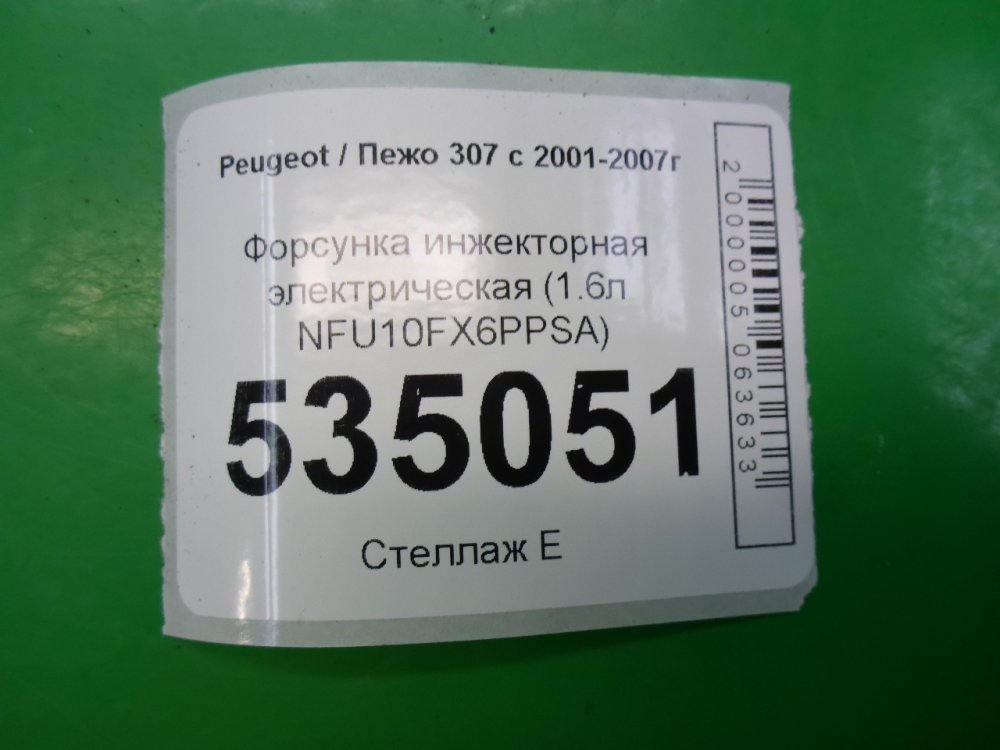 Peugeot / Пежо 307 с 2001-2007г
Форсунка инжекторная
электрическая (1.6л
NFU10FX6PPSA)
535051
Стеллаж Е
2000005063633